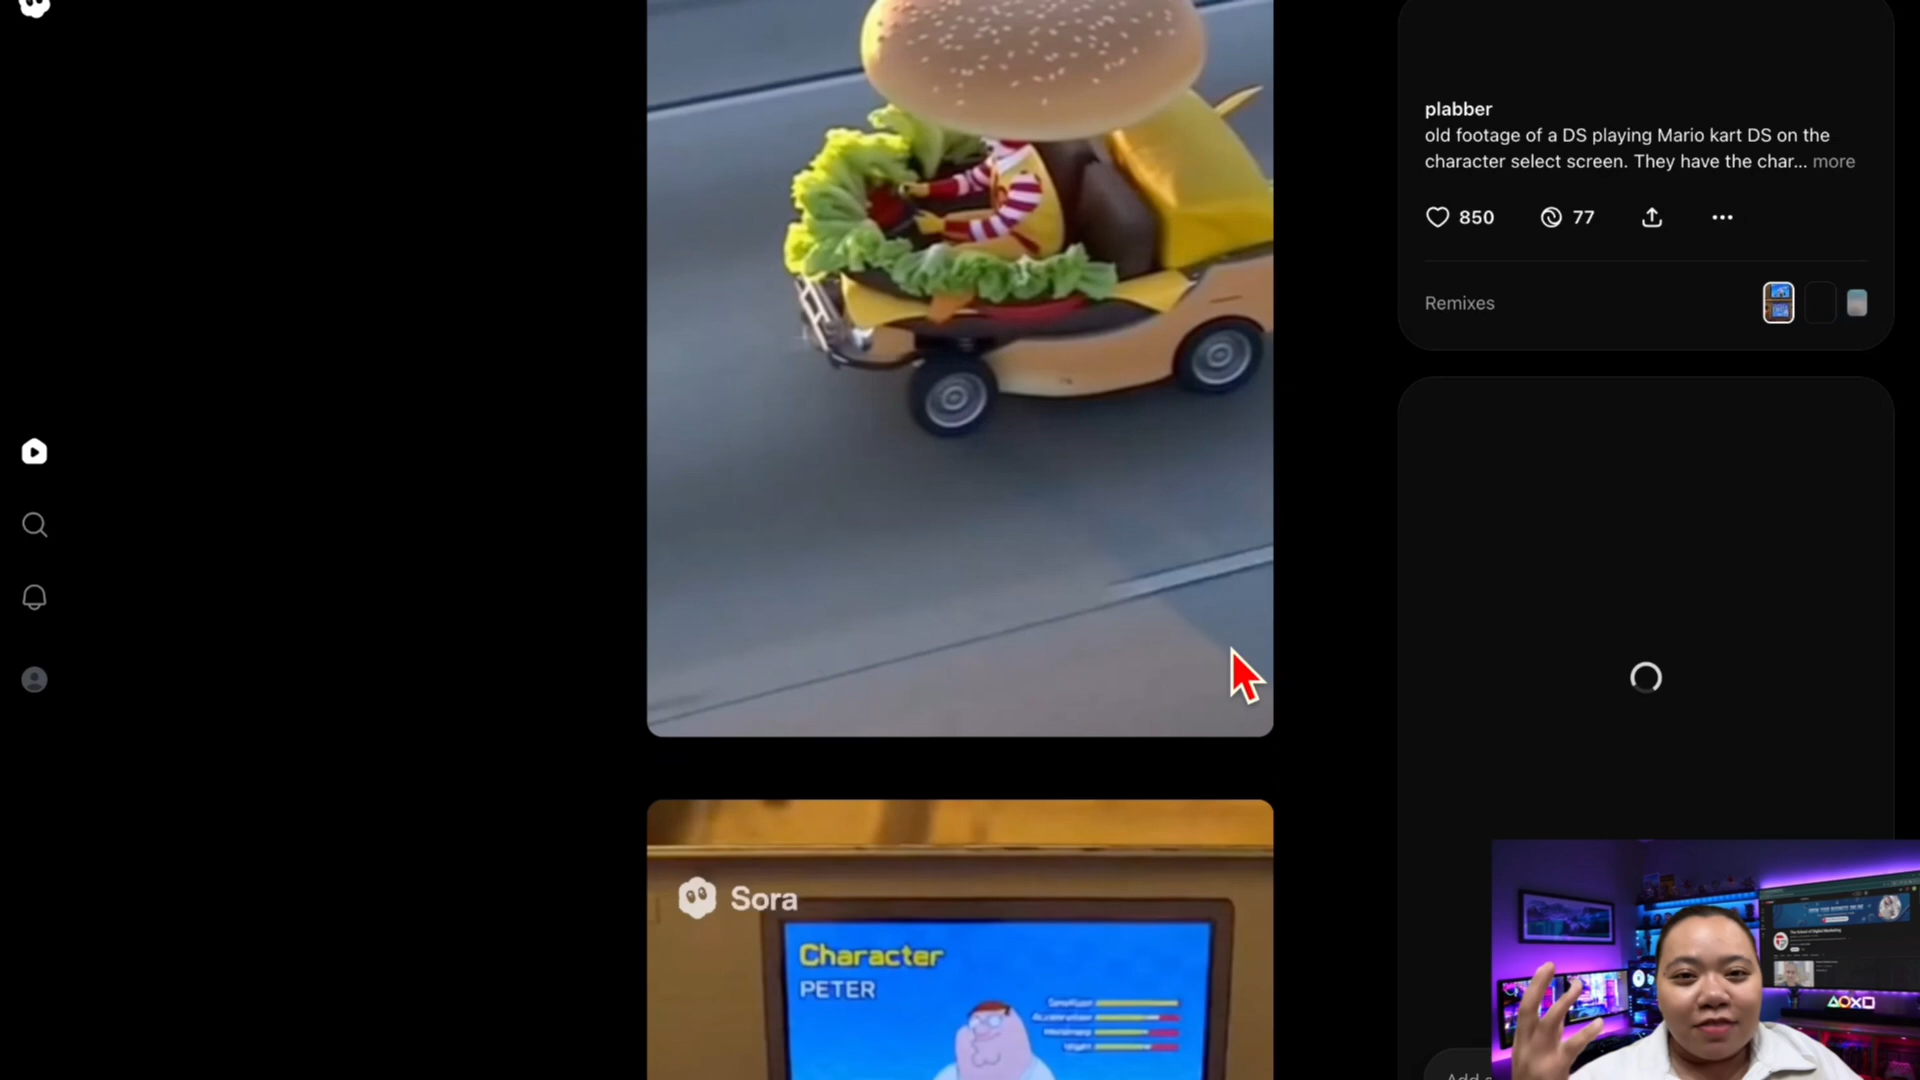 plabber
old footage of a DS playing Mario kart DS on the
character select screen. They have the char... more
850
77
Remixes
Sora
Character
PETER